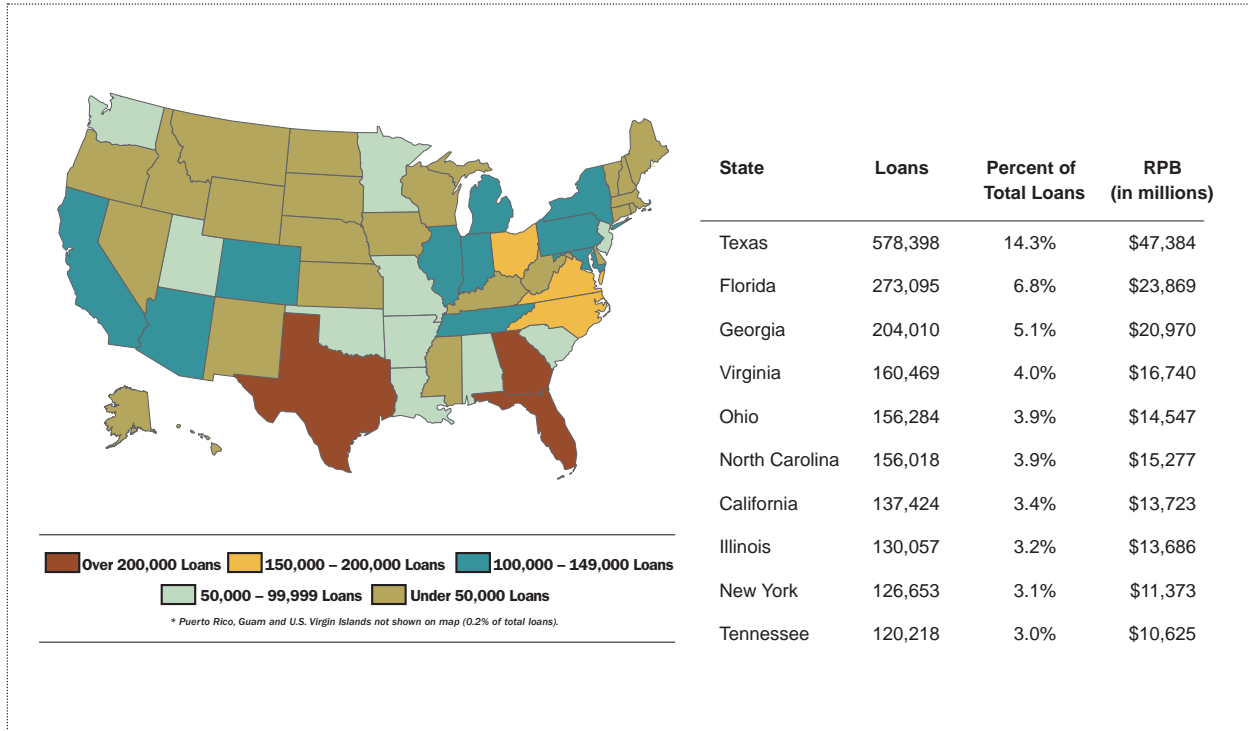 State Loans Percent of Total Loans RPB (in millions)
Texas 578,398 14.3% $47,384
Florida 273,095 6.8% $23,869
Georgia 204,010 5.1% $20,970
Virginia 160,469 4.0% $16,740
Ohio 156,284 3.9% $14,547
North Carolina 156,018 3.9% $15,277
California 137,424 3.4% $13,723
Illinois 130,057 3.2% $13,686
New York 126,653 3.1% $11,373
Tennessee 120,218 3.0% $10,625
Over 200,000 Loans 150,000 – 200,000 Loans 100,000 – 149,000 Loans
50,000 – 99,999 Loans Under 50,000 Loans
* Puerto Rico, Guam and U.S. Virgin Islands not shown on map (0.2% of total loans).